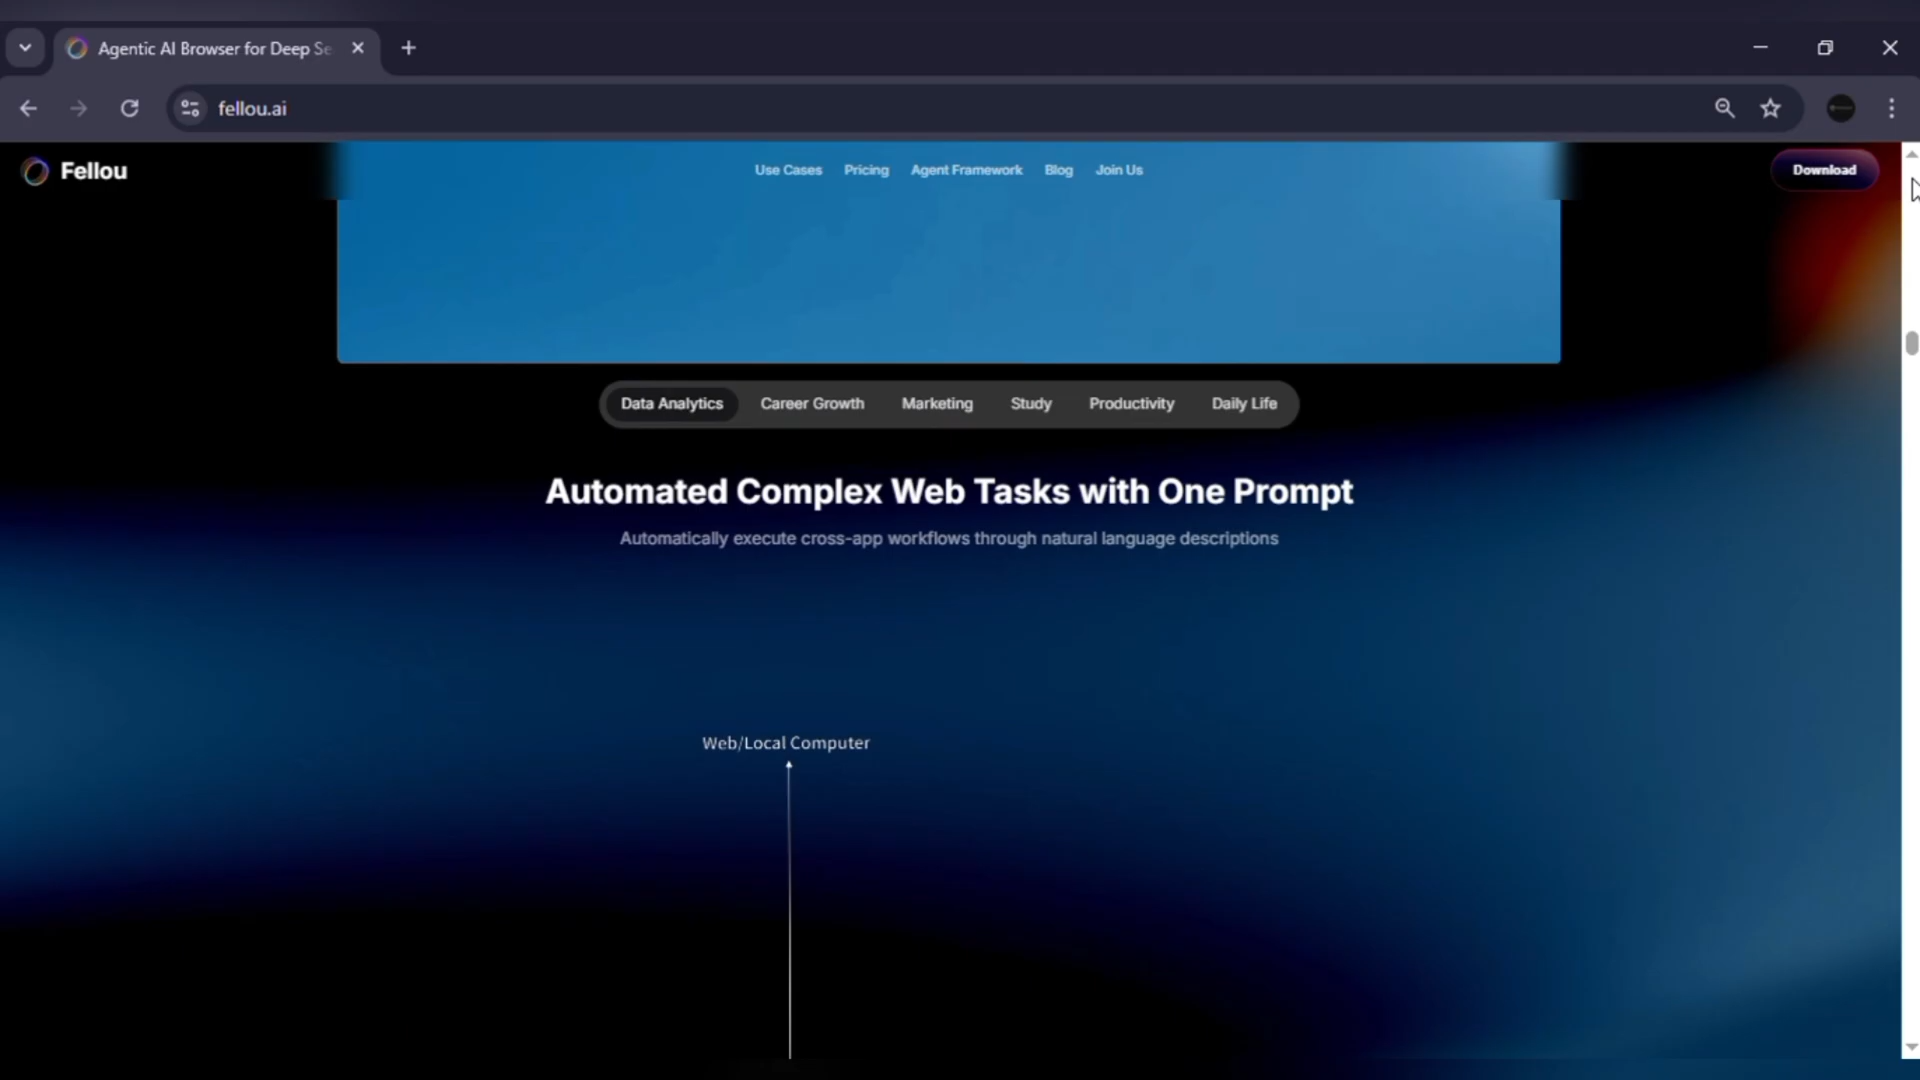 Agentic AI Browser for Deep Se
fellou.ai
Fellou
Use Cases Pricing Agent Framework Blog Join Us
Download
Data Analytics Career Growth Marketing Study Productivity Daily Life
Automated Complex Web Tasks with One Prompt
Automatically execute cross-app workflows through natural language descriptions
Web/Local Computer